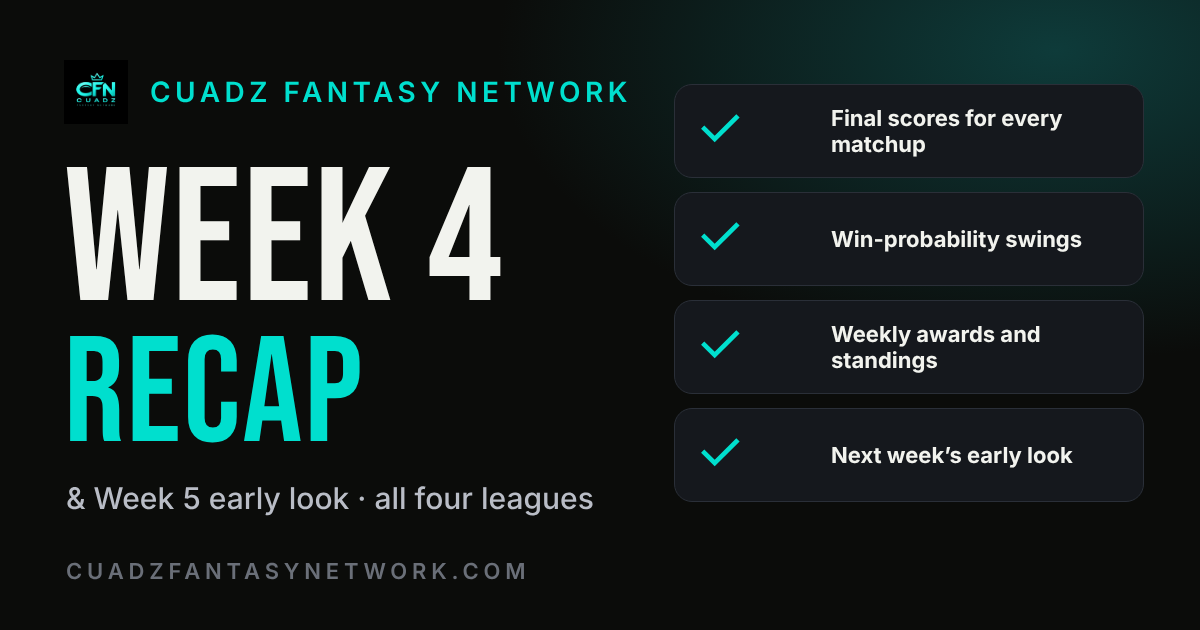 CFN
CUADZ
CUADZ FANTASY NETWORK
WEEK 4
RECAP
& Week 5 early look · all four leagues
CUADZFANTASYNETWORK.COM
Final scores for every
matchup
Win-probability swings
Weekly awards and
standings
Next week’s early look